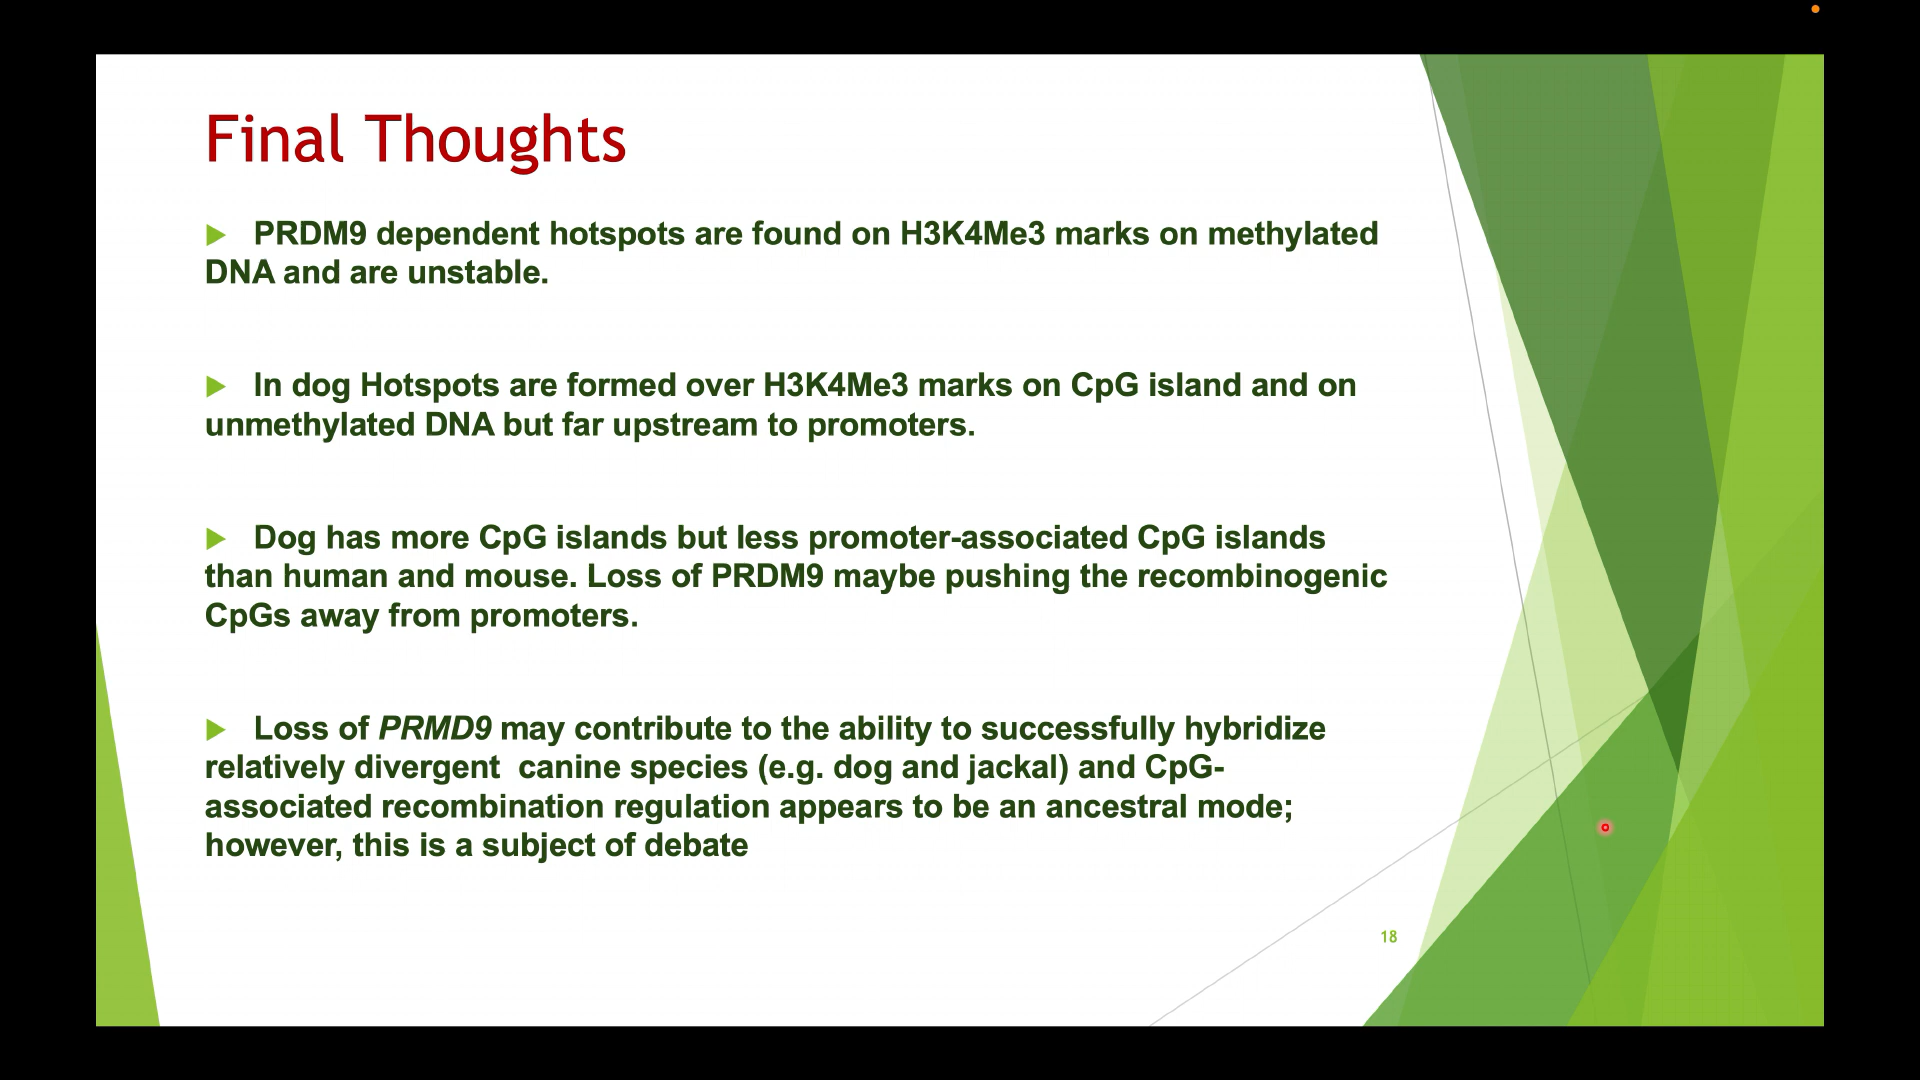 Final Thoughts
PRDM9 dependent hotspots are found on H3K4Me3 marks on methylated
DNA and are unstable.
In dog Hotspots are formed over H3K4Me3 marks on CpG island and on
unmethylated DNA but far upstream to promoters.
Dog has more CpG islands but less promoter-associated CpG islands
than human and mouse. Loss of PRDM9 maybe pushing the recombinogenic
CpGs away from promoters.
Loss of PRMD9 may contribute to the ability to successfully hybridize
relatively divergent  canine species (e.g. dog and jackal) and CpG-
associated recombination regulation appears to be an ancestral mode;
however, this is a subject of debate
18